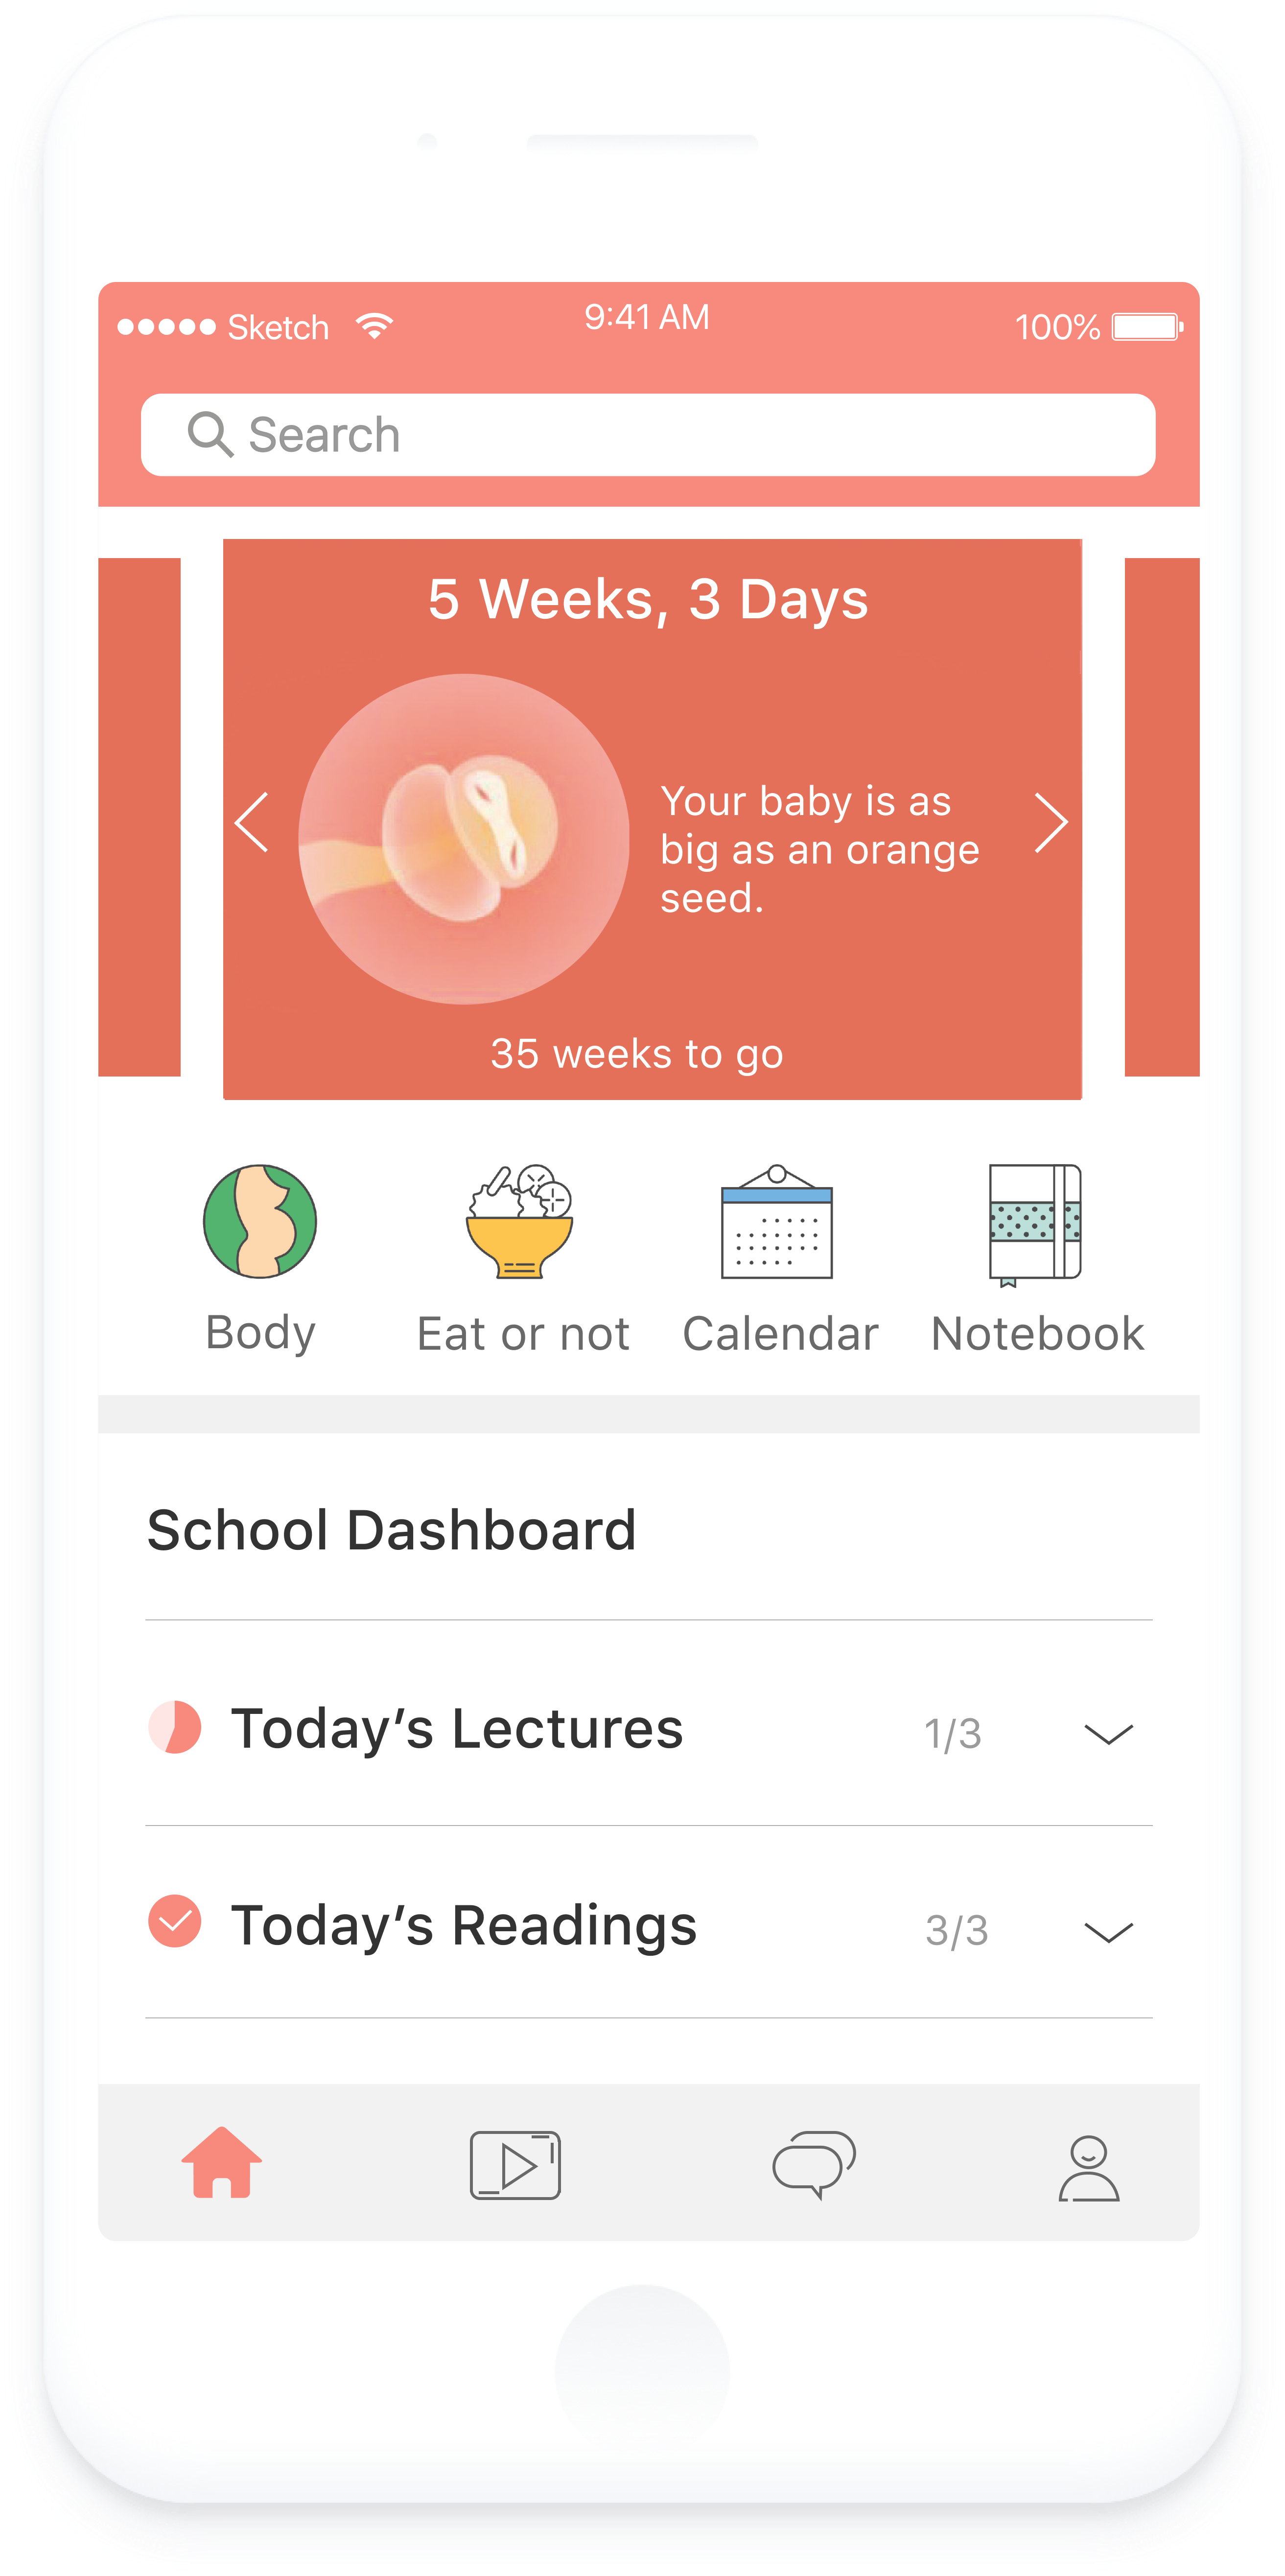 Sketch 9:41 AM 100%
Search
5 Weeks, 3 Days
Your baby is as
big as an orange
seed.
35 weeks to go
Body Eat or not Calendar Notebook
School Dashboard
Today’s Lectures 1/3
Today’s Readings 3/3